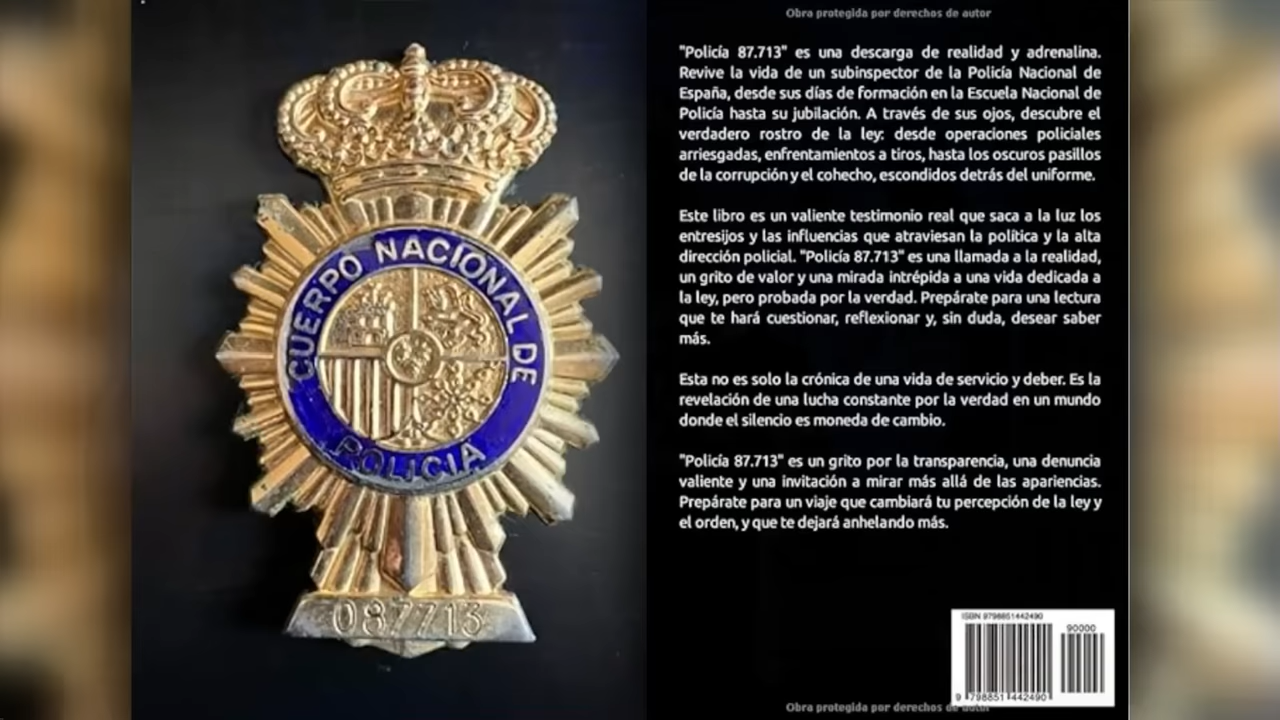 CUERPO NACIONAL DE
POLICIA
087713
Obra protegida por derechos de autor
"Policía 87.713" es una descarga de realidad y adrenalina.
Revive la vida de un subinspector de la Policía Nacional de
España, desde sus días de formación en la Escuela Nacional de
Policía hasta su jubilación. A través de sus ojos, descubre el
verdadero rostro de la ley: desde operaciones policiales
arriesgadas, enfrentamientos a tiros, hasta los oscuros pasillos
de la corrupción y el cohecho, escondidos detrás del uniforme.
Este libro es un valiente testimonio real que saca a la luz los
entresijos y las influencias que atraviesan la política y la alta
dirección policial. "Policía 87.713" es una llamada a la realidad,
un grito de valor y una mirada intrépida a una vida dedicada a
la ley, pero probada por la verdad. Prepárate para una lectura
que te hará cuestionar, reflexionar y, sin duda, desear saber
más.
Esta no es solo la crónica de una vida de servicio y deber. Es la
revelación de una lucha constante por la verdad en un mundo
donde el silencio es moneda de cambio.
"Policía 87.713" es un grito por la transparencia, una denuncia
valiente y una invitación a mirar más allá de las apariencias.
Prepárate para un viaje que cambiará tu percepción de la ley y
el orden, y que te dejará anhelando más.
ISBN 9798851442490
90000
9 798851 442490
Obra protegida por derechos de autor